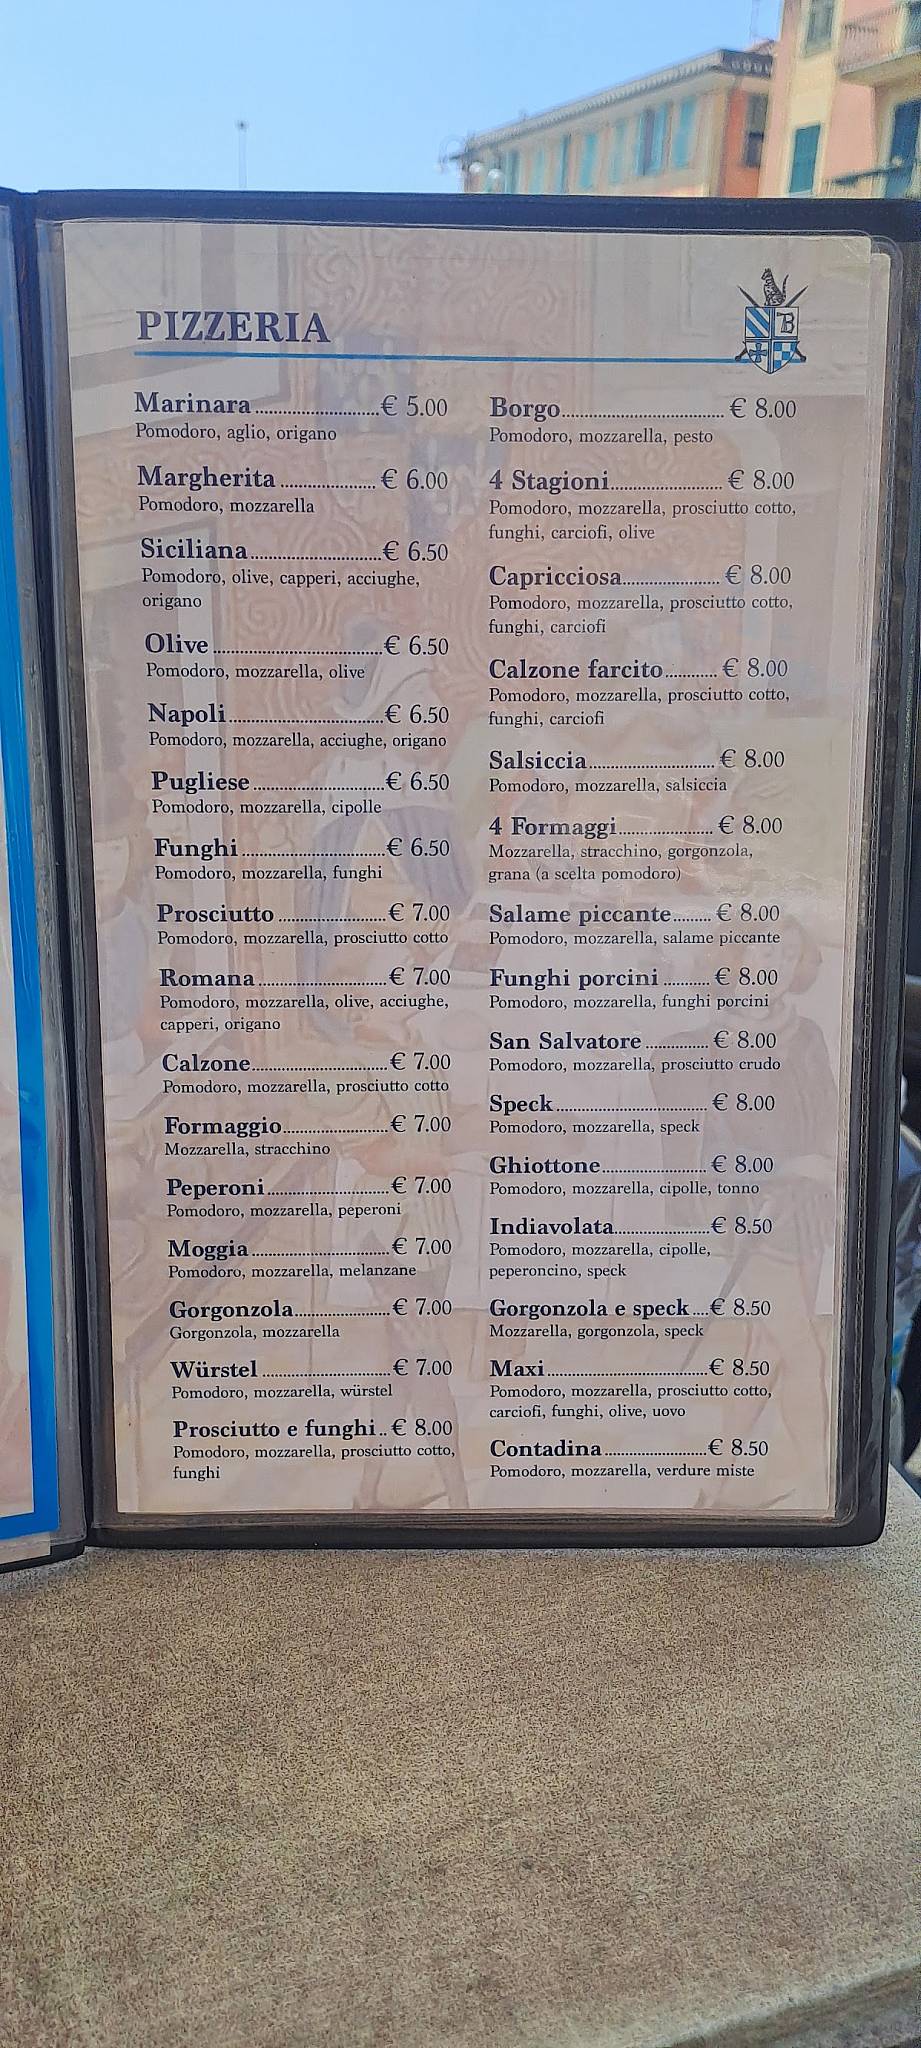 PIZZERIA
B
Marinara..........................€ 5.00
Pomodoro, aglio, origano
Margherita....................€ 6.00
Pomodoro, mozzarella
Siciliana...........................€ 6.50
Pomodoro, olive, capperi, acciughe,
origano
Olive...................................€ 6.50
Pomodoro, mozzarella, olive
Napoli................................€ 6.50
Pomodoro, mozzarella, acciughe, origano
Pugliese............................€ 6.50
Pomodoro, mozzarella, cipolle
Funghi..............................€ 6.50
Pomodoro, mozzarella, funghi
Prosciutto.......................€ 7.00
Pomodoro, mozzarella, prosciutto cotto
Romana...........................€ 7.00
Pomodoro, mozzarella, olive, acciughe,
capperi, origano
Calzone.............................€ 7.00
Pomodoro, mozzarella, prosciutto cotto
Formaggio.......................€ 7.00
Mozzarella, stracchino
Peperoni..........................€ 7.00
Pomodoro, mozzarella, peperoni
Moggia..............................€ 7.00
Pomodoro, mozzarella, melanzane
Gorgonzola.....................€ 7.00
Gorgonzola, mozzarella
Würstel............................€ 7.00
Pomodoro, mozzarella, würstel
Prosciutto e funghi..€ 8.00
Pomodoro, mozzarella, prosciutto cotto,
funghi
Borgo.................................€ 8.00
Pomodoro, mozzarella, pesto
4 Stagioni.......................€ 8.00
Pomodoro, mozzarella, prosciutto cotto,
funghi, carciofi, olive
Capricciosa.....................€ 8.00
Pomodoro, mozzarella, prosciutto cotto,
funghi, carciofi
Calzone farcito...........€ 8.00
Pomodoro, mozzarella, prosciutto cotto,
funghi, carciofi
Salsiccia...........................€ 8.00
Pomodoro, mozzarella, salsiccia
4 Formaggi.....................€ 8.00
Mozzarella, stracchino, gorgonzola,
grana (a scelta pomodoro)
Salame piccante........€ 8.00
Pomodoro, mozzarella, salame piccante
Funghi porcini...........€ 8.00
Pomodoro, mozzarella, funghi porcini
San Salvatore..............€ 8.00
Pomodoro, mozzarella, prosciutto crudo
Speck..................................€ 8.00
Pomodoro, mozzarella, speck
Ghiottone........................€ 8.00
Pomodoro, mozzarella, cipolle, tonno
Indiavolata.....................€ 8.50
Pomodoro, mozzarella, cipolle,
peperoncino, speck
Gorgonzola e speck....€ 8.50
Mozzarella, gorgonzola, speck
Maxi....................................€ 8.50
Pomodoro, mozzarella, prosciutto cotto,
carciofi, funghi, olive, uovo
Contadina.......................€ 8.50
Pomodoro, mozzarella, verdure miste